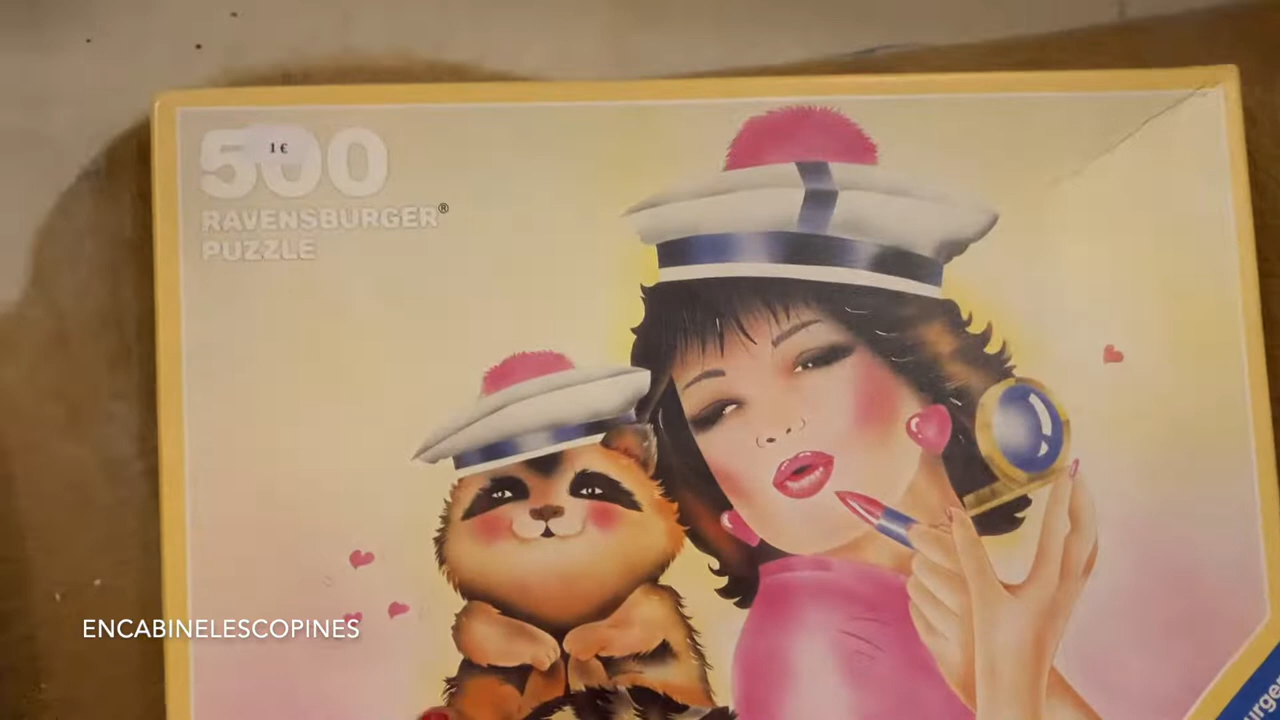 500
1 €
RAVENSBURGER®
PUZZLE
ENCABINELESCOPINES